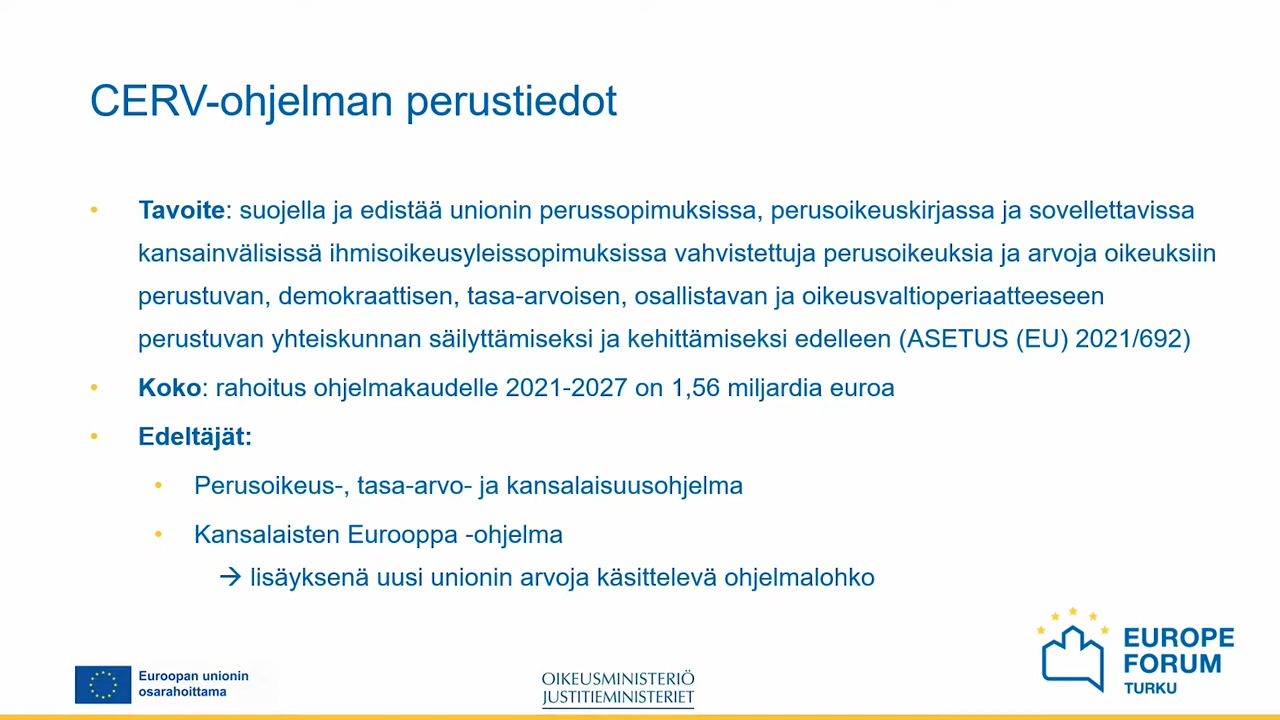 CERV-ohjelman perustiedot
• Tavoite: suojella ja edistää unionin perussopimuksissa, perusoikeuskirjassa ja sovellettavissa
kansainvälisissä ihmisoikeusyleissopimuksissa vahvistettuja perusoikeuksia ja arvoja oikeuksiin
perustuvan, demokraattisen, tasa-arvoisen, osallistavan ja oikeusvaltioperiaatteeseen
perustuvan yhteiskunnan säilyttämiseksi ja kehittämiseksi edelleen (ASETUS (EU) 2021/692)
• Koko: rahoitus ohjelmakaudelle 2021-2027 on 1,56 miljardia euroa
• Edeltäjät:
• Perusoikeus-, tasa-arvo- ja kansalaisuusohjelma
• Kansalaisten Eurooppa -ohjelma
→ lisäyksenä uusi unionin arvoja käsittelevä ohjelmalohko
Euroopan unionin
osarahoittama
OIKEUSMINISTERIÖ
JUSTITIEMINISTERIET
EUROPE
FORUM
TURKU